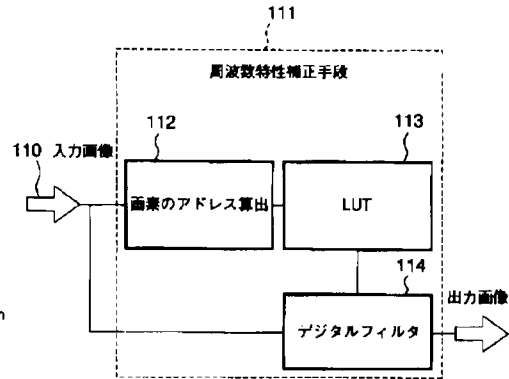 111
周波数特性補正手段
112
113
110 入力画像
画素のアドレス算出
LUT
114
出力画像
デジタルフィルタ
n